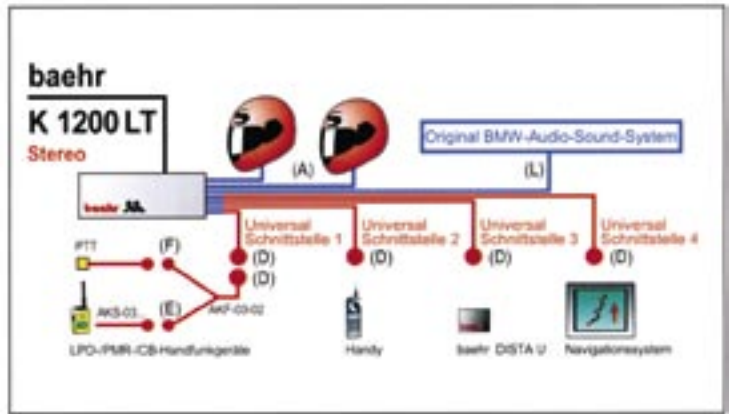 baehr
K 1200 LT
Stereo
Original BMW-Audio-Sound-System
(A)
(L)
baehr
Universal
Schnittstelle 1
Universal
Schnittstelle 2
Universal
Schnittstelle 3
Universal
Schnittstelle 4
PTT
(F)
(D)
(D)
(D)
(D)
(D)
AKS-03...
(E)
AKF-03-02
LPD-/PMR-/CB-Handfunkgeräte
Handy
baehr DISTA U
Navigationssystem